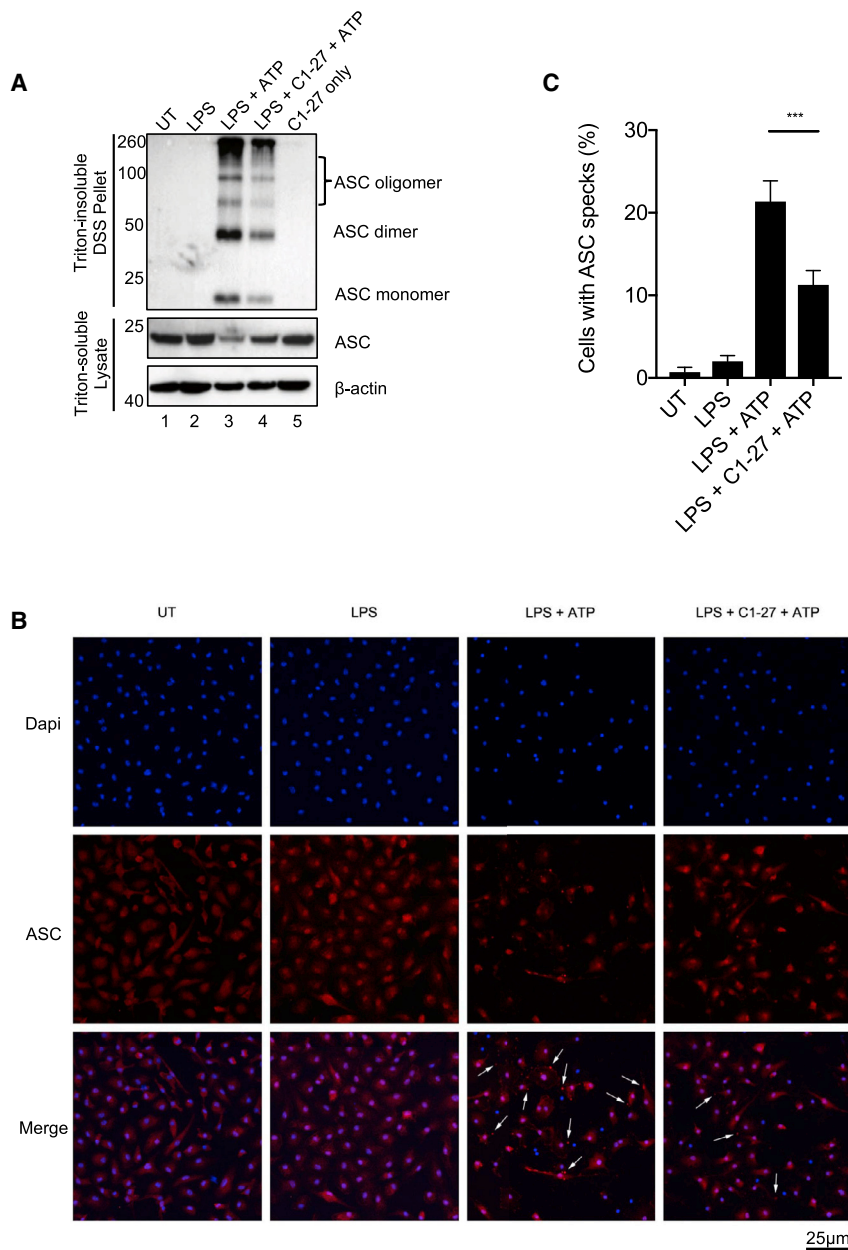 A
UT
LPS
LPS + ATP
LPS + C1-27 + ATP
C1-27 only
Triton-insoluble
DSS Pellet
260
100
50
25
ASC oligomer
ASC dimer
ASC monomer
Triton-soluble
Lysate
25
ASC
40
β-actin
1 2 3 4 5
C
***
Cells with ASC specks (%)
30
20
10
0
UT
LPS
LPS + ATP
LPS + C1-27 + ATP
B
UT LPS LPS + ATP LPS + C1-27 + ATP
Dapi
ASC
Merge
25µm